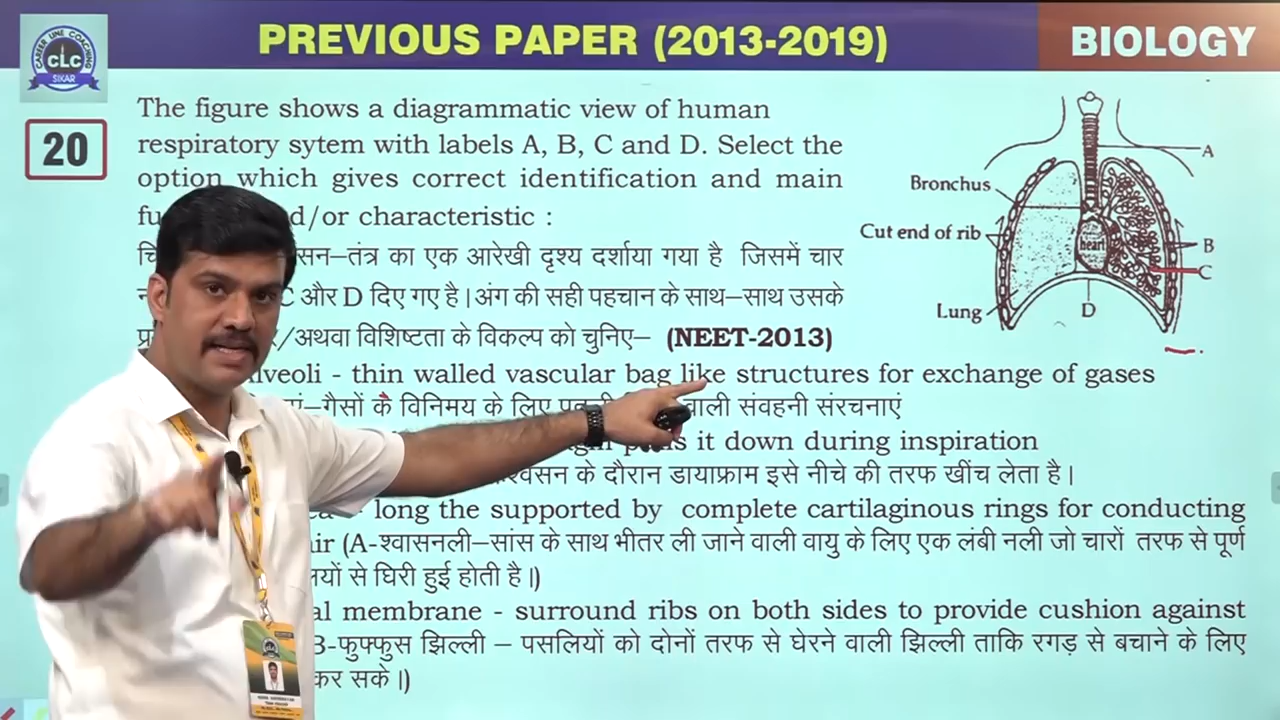 CAREER LINE COACHING
CLC
SIKAR
PREVIOUS PAPER (2013-2019)
BIOLOGY
20
The figure shows a diagrammatic view of human
respiratory sytem with labels A, B, C and D. Select the
option which gives correct identification and main
d/or characteristic :
तंत्र का एक आरेखी दृश्य दर्शाया गया है जिसमें चार
C और D दिए गए है। अंग की सही पहचान के साथ–साथ उसके
/अथवा विशिष्टता के विकल्प को चुनिए– (NEET-2013)
A
Bronchus
Cut end of rib
heart
B
C
Lung
D
lveoli - thin walled vascular bag like structures for exchange of gases
गैसों के विनिमय के लिए वाली संवहनी संरचनाएं
it down during inspiration
के दौरान डायाफ्राम इसे नीचे की तरफ खींच लेता है।
- long the supported by complete cartilaginous rings for conducting
ir (A-श्वासनली–सांस के साथ भीतर ली जाने वाली वायु के लिए एक लंबी नली जो चारों तरफ से पूर्ण
से घिरी हुई होती है।)
al membrane - surround ribs on both sides to provide cushion against
B-फुफ्फुस झिल्ली – पसलियों को दोनों तरफ से घेरने वाली झिल्ली ताकि रगड़ से बचाने के लिए
कर सके।)